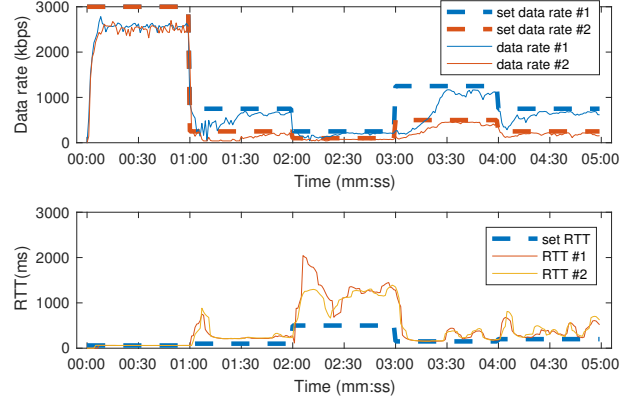 3000
2000
1000
0
Data rate (kbps)
set data rate #1
set data rate #2
data rate #1
data rate #2
00:00 00:30 01:00 01:30 02:00 02:30 03:00 03:30 04:00 04:30 05:00
Time (mm:ss)
3000
2000
1000
0
RTT(ms)
set RTT
RTT #1
RTT #2
00:00 00:30 01:00 01:30 02:00 02:30 03:00 03:30 04:00 04:30 05:00
Time (mm:ss)